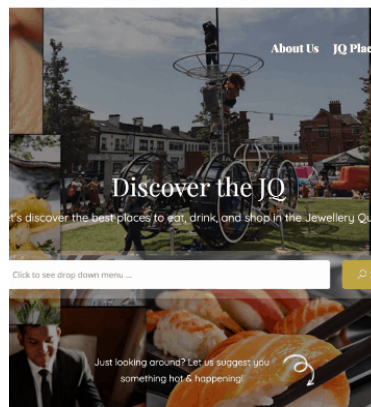 About Us JQ Plac
Discover the JQ
et's discover the best places to eat, drink, and shop in the Jewellery Qu
Click to see drop down menu ...
Just looking around? Let us suggest you
something hot & happening!